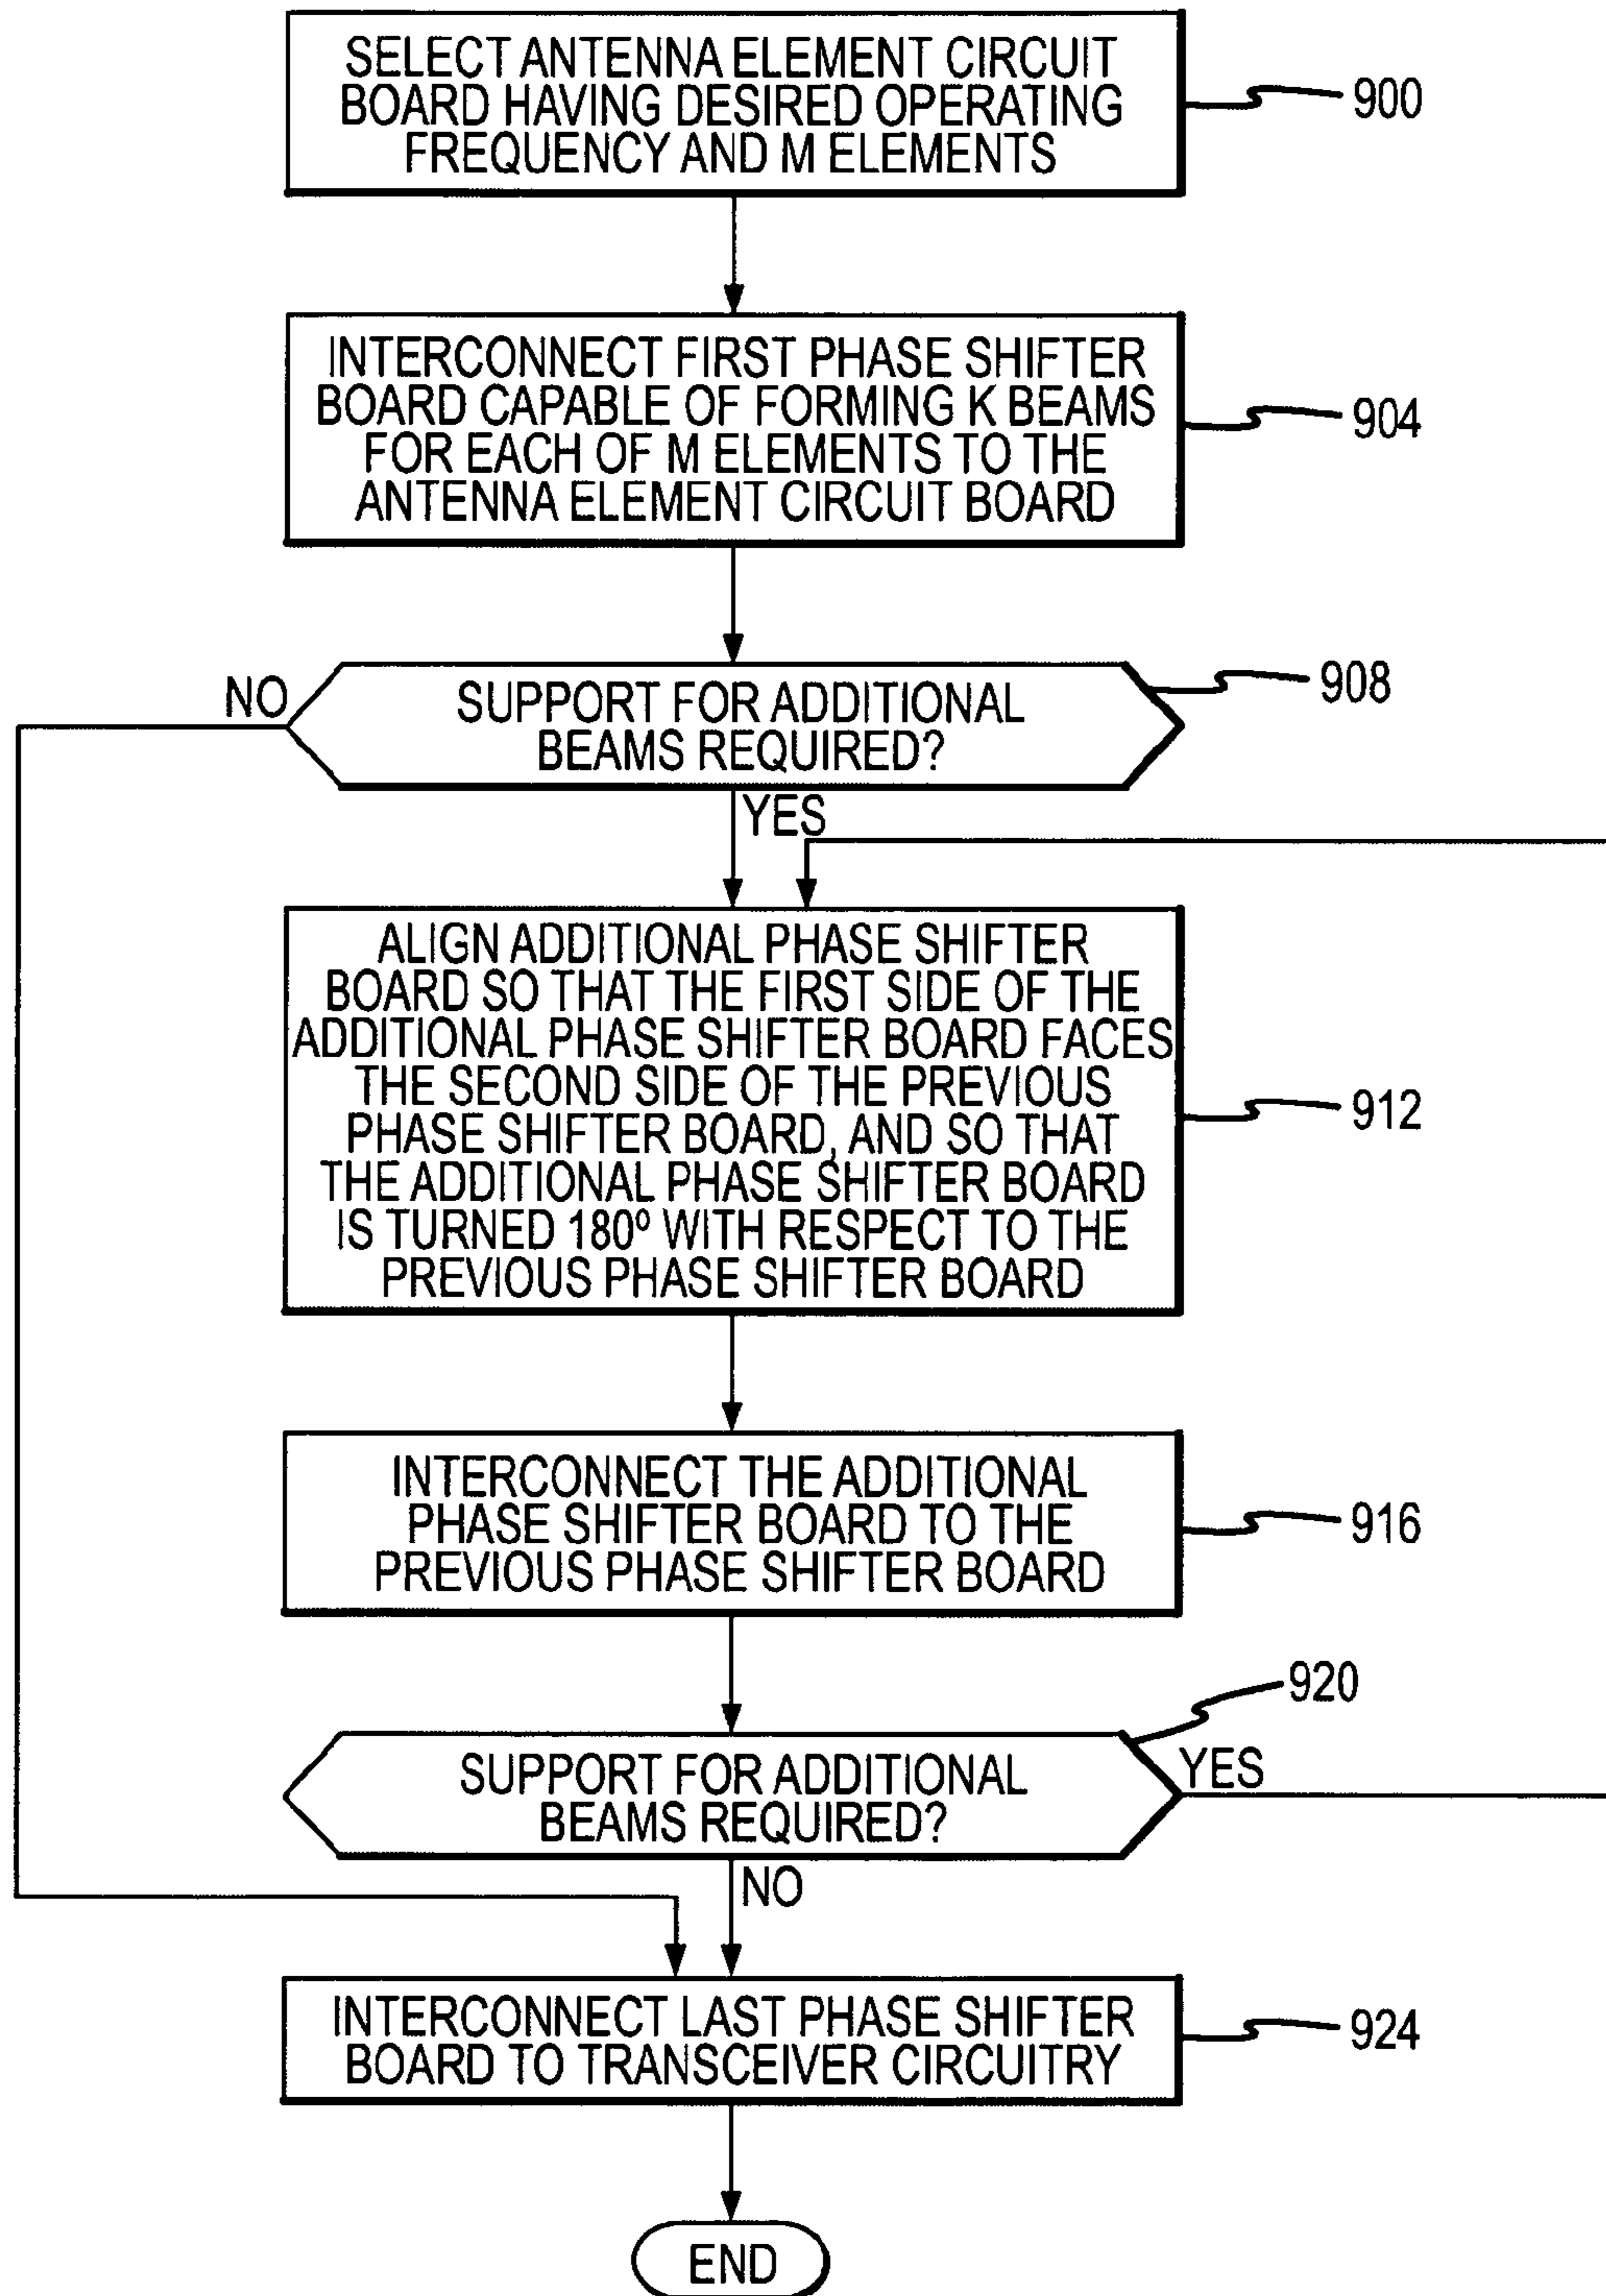 SELECT ANTENNA ELEMENT CIRCUIT
BOARD HAVING DESIRED OPERATING
FREQUENCY AND M ELEMENTS
900
INTERCONNECT FIRST PHASE SHIFTER
BOARD CAPABLE OF FORMING K BEAMS
FOR EACH OF M ELEMENTS TO THE
ANTENNA ELEMENT CIRCUIT BOARD
904
NO
SUPPORT FOR ADDITIONAL
BEAMS REQUIRED?
908
YES
ALIGN ADDITIONAL PHASE SHIFTER
BOARD SO THAT THE FIRST SIDE OF THE
ADDITIONAL PHASE SHIFTER BOARD FACES
THE SECOND SIDE OF THE PREVIOUS
PHASE SHIFTER BOARD, AND SO THAT
THE ADDITIONAL PHASE SHIFTER BOARD
IS TURNED 180º WITH RESPECT TO THE
PREVIOUS PHASE SHIFTER BOARD
912
INTERCONNECT THE ADDITIONAL
PHASE SHIFTER BOARD TO THE
PREVIOUS PHASE SHIFTER BOARD
916
920
SUPPORT FOR ADDITIONAL
BEAMS REQUIRED?
YES
NO
INTERCONNECT LAST PHASE SHIFTER
BOARD TO TRANSCEIVER CIRCUITRY
924
END